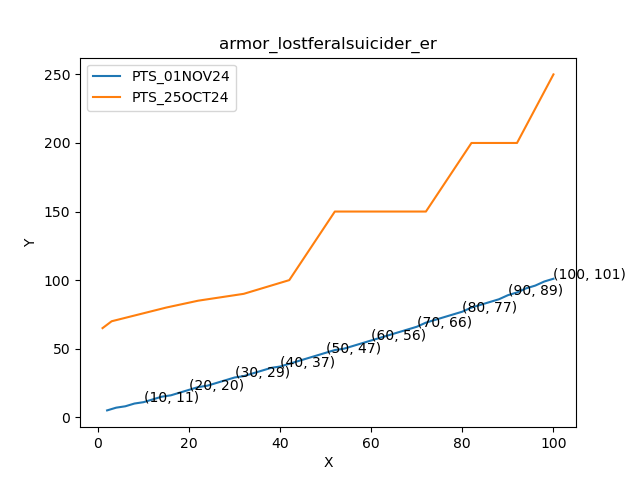 armor_lostferalsuicider_er
PTS_01NOV24
PTS_25OCT24
Y
250
200
150
100
50
0
(100, 101)
(90, 89)
(80, 77)
(70, 66)
(60, 56)
(50, 47)
(40, 37)
(30, 29)
(20, 20)
(10, 11)
0 20 40 60 80 100
X